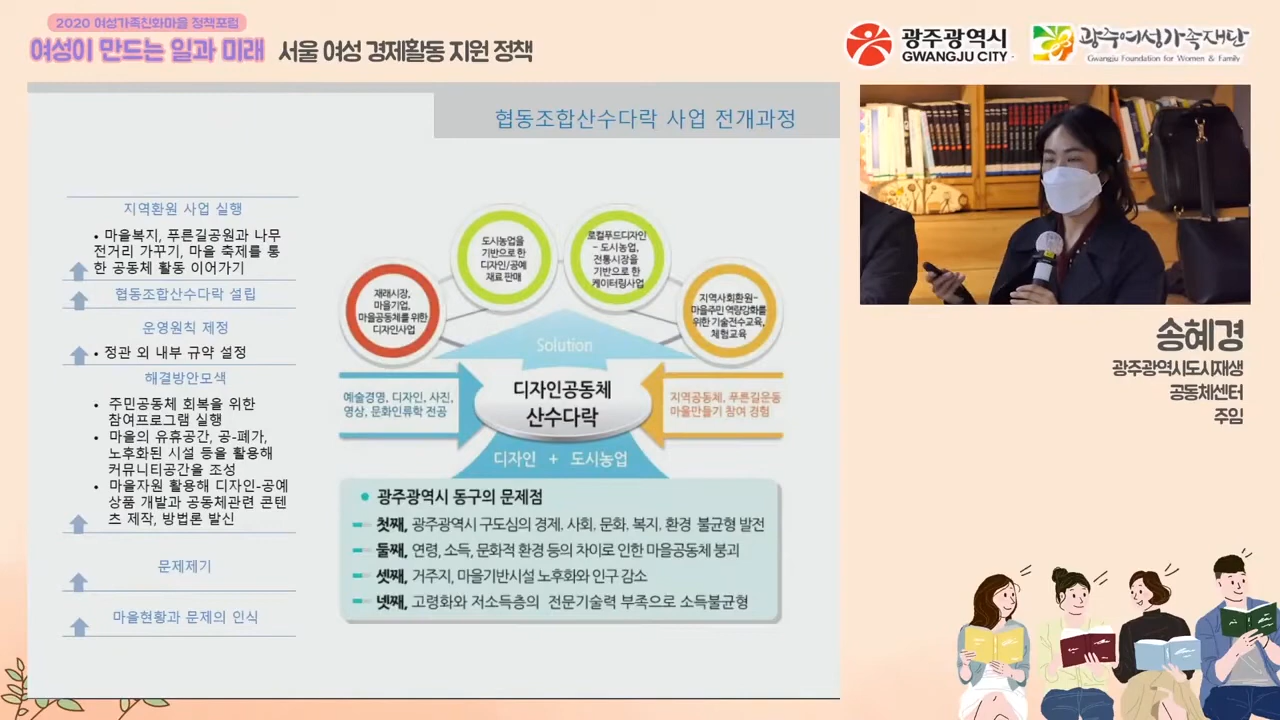 2020 여성가족친화마을 정책포럼
여성이 만드는 일과 미래 서울 여성 경제활동 지원 정책
광주광역시
GWANGJU CITY
광주여성가족재단
Gwangju Foundation for Women & Family
협동조합산수다락 사업 전개과정
지역환원 사업 실행
• 마을복지, 푸른길공원과 나무
전거리 가꾸기, 마을 축제를 통
한 공동체 활동 이어가기
협동조합산수다락 설립
운영원칙 제정
• 정관 외 내부 규약 설정
해결방안모색
• 주민공동체 회복을 위한
참여프로그램 실행
• 마을의 유휴공간, 공-폐가,
노후화된 시설 등을 활용해
커뮤니티공간을 조성
• 마을자원 활용해 디자인-공예
상품 개발과 공동체관련 콘텐
츠 제작, 방법론 발신
문제제기
마을현황과 문제의 인식
재래시장,
마을기업,
마을공동체를 위한
디자인사업
도시농업을
기반으로 한
디자인/공예
재료 판매
로컬푸드디자인
- 도시농업,
전통시장을
기반으로 한
케이터링사업
지역사회환원-
마을주민 역량강화를
위한 기술전수교육,
체험교육
Solution
예술경영, 디자인, 사진,
영상, 문화인류학 전공
디자인공동체
산수다락
지역공동체, 푸른길운동
마을만들기 참여 경험
디자인 + 도시농업
• 광주광역시 동구의 문제점
첫째, 광주광역시 구도심의 경제, 사회, 문화, 복지, 환경 불균형 발전
둘째, 연령, 소득, 문화적 환경 등의 차이로 인한 마을공동체 붕괴
셋째, 거주지, 마을기반시설 노후화와 인구 감소
넷째, 고령화와 저소득층의 전문기술력 부족으로 소득불균형
송혜경
광주광역시도시재생
공동체센터
주임